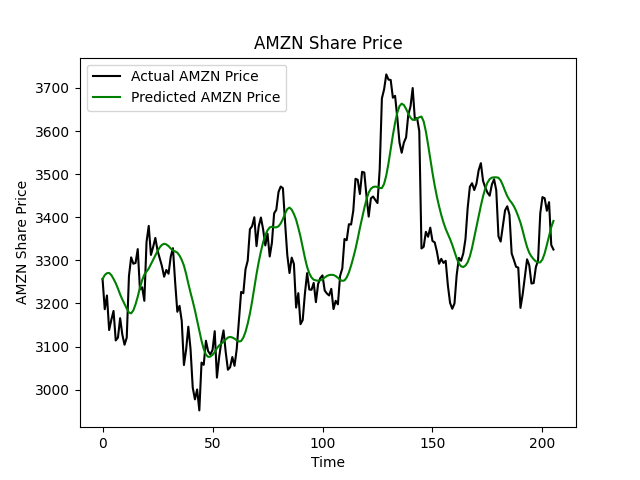 AMZN Share Price
Actual AMZN Price
Predicted AMZN Price
AMZN Share Price
3700
3600
3500
3400
3300
3200
3100
3000
0 50 100 150 200
Time